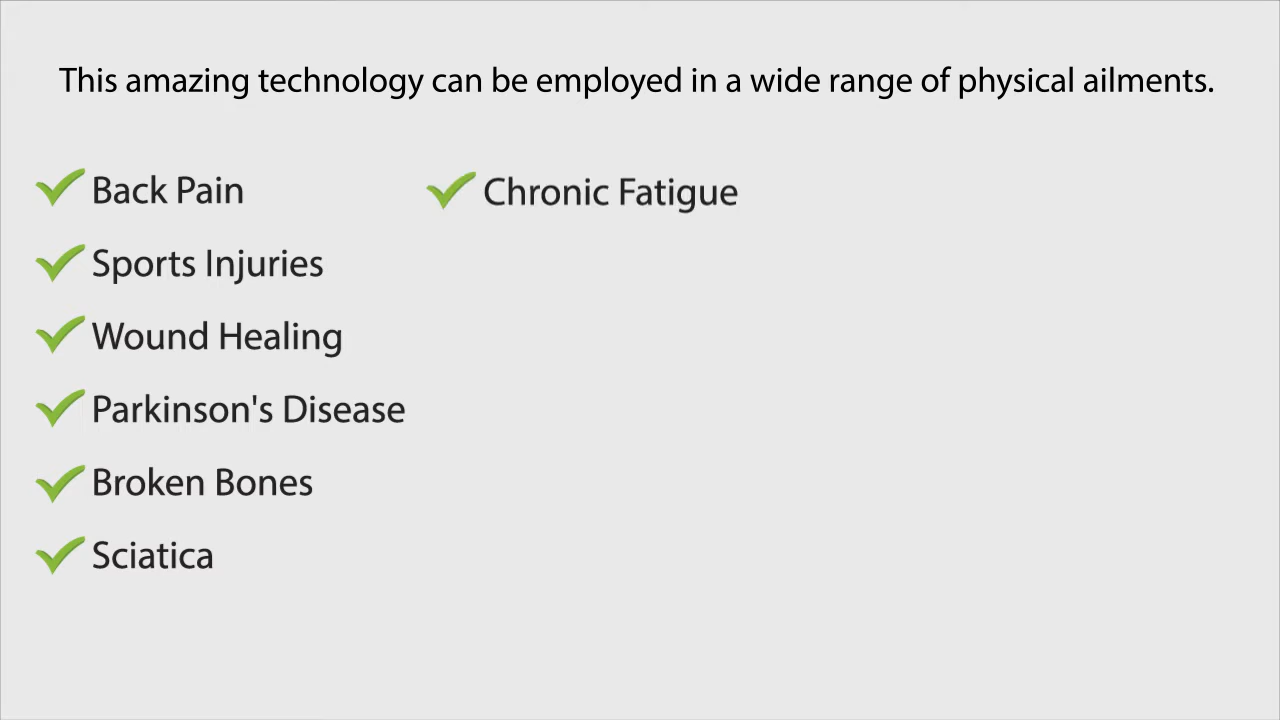 This amazing technology can be employed in a wide range of physical ailments.
Back Pain
Sports Injuries
Wound Healing
Parkinson's Disease
Broken Bones
Sciatica
Chronic Fatigue